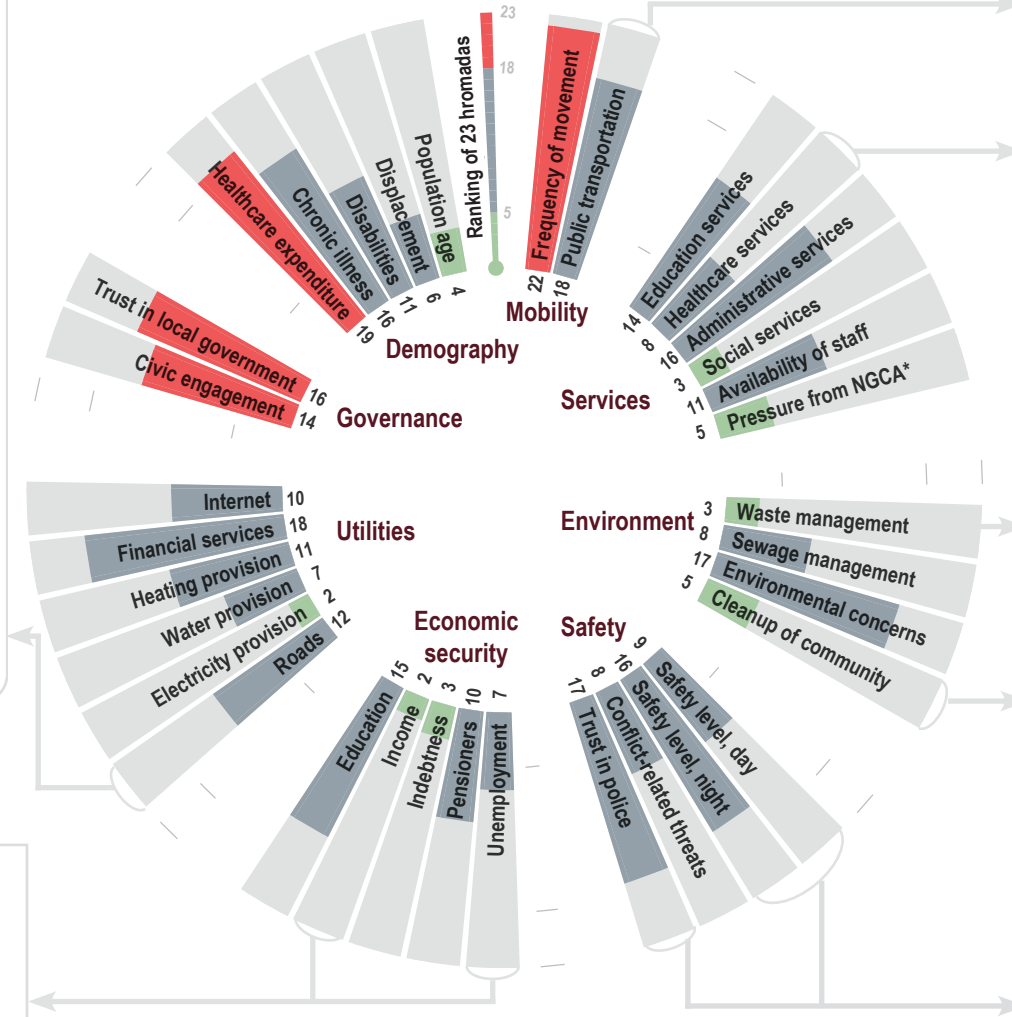 23
18
5
Ranking of 23 hromadas
Mobility
Frequency of movement
22
Public transportation
18
Services
Education services
14
Healthcare services
8
Administrative services
16
Social services
3
Availability of staff
11
Pressure from NGCA*
5
Environment
3
Waste management
8
Sewage management
17
Environmental concerns
5
Cleanup of community
Safety
9
Safety level, day
16
Safety level, night
8
Conflict-related threats
17
Trust in police
Economic
security
7
Unemployment
10
Pensioners
3
Indebtness
2
Income
15
Education
Utilities
Roads
12
Electricity provision
2
Water provision
7
Heating provision
11
Financial services
18
Internet
10
Governance
Civic engagement
14
Trust in local government
16
Demography
Healthcare expenditure
19
Chronic illness
16
Disabilities
11
Displacement
6
Population age
4